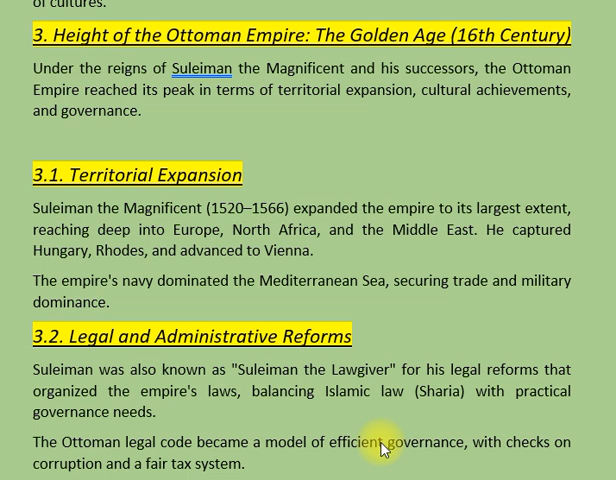 of cultures.
3. Height of the Ottoman Empire: The Golden Age (16th Century)
Under the reigns of Suleiman the Magnificent and his successors, the Ottoman
Empire reached its peak in terms of territorial expansion, cultural achievements,
and governance.
3.1. Territorial Expansion
Suleiman the Magnificent (1520–1566) expanded the empire to its largest extent,
reaching deep into Europe, North Africa, and the Middle East. He captured
Hungary, Rhodes, and advanced to Vienna.
The empire's navy dominated the Mediterranean Sea, securing trade and military
dominance.
3.2. Legal and Administrative Reforms
Suleiman was also known as "Suleiman the Lawgiver" for his legal reforms that
organized the empire's laws, balancing Islamic law (Sharia) with practical
governance needs.
The Ottoman legal code became a model of efficient governance, with checks on
corruption and a fair tax system.